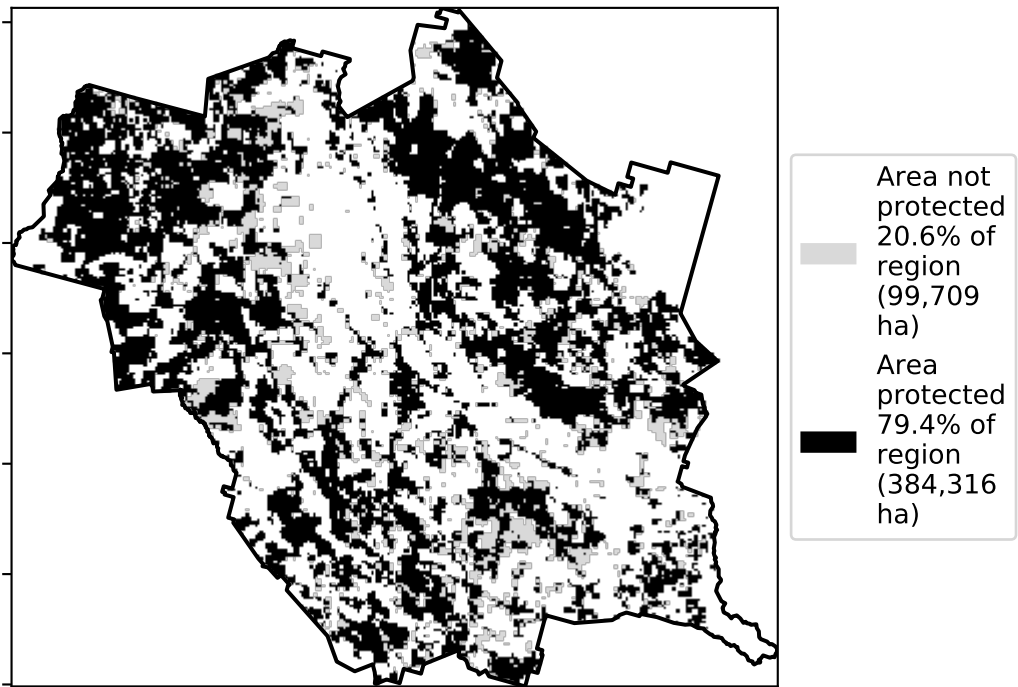 Area not
protected
20.6% of
region
(99,709
ha)
Area
protected
79.4% of
region
(384,316
ha)